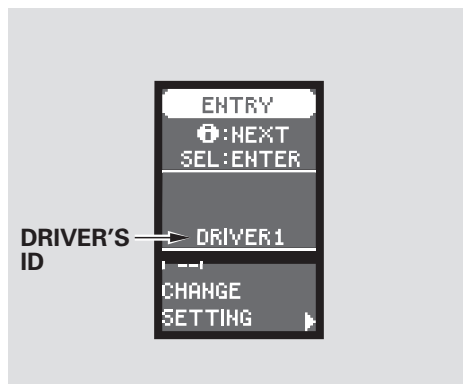 ENTRY
i:NEXT
SEL:ENTER
DRIVER'S
ID
DRIVER1
CHANGE
SETTING